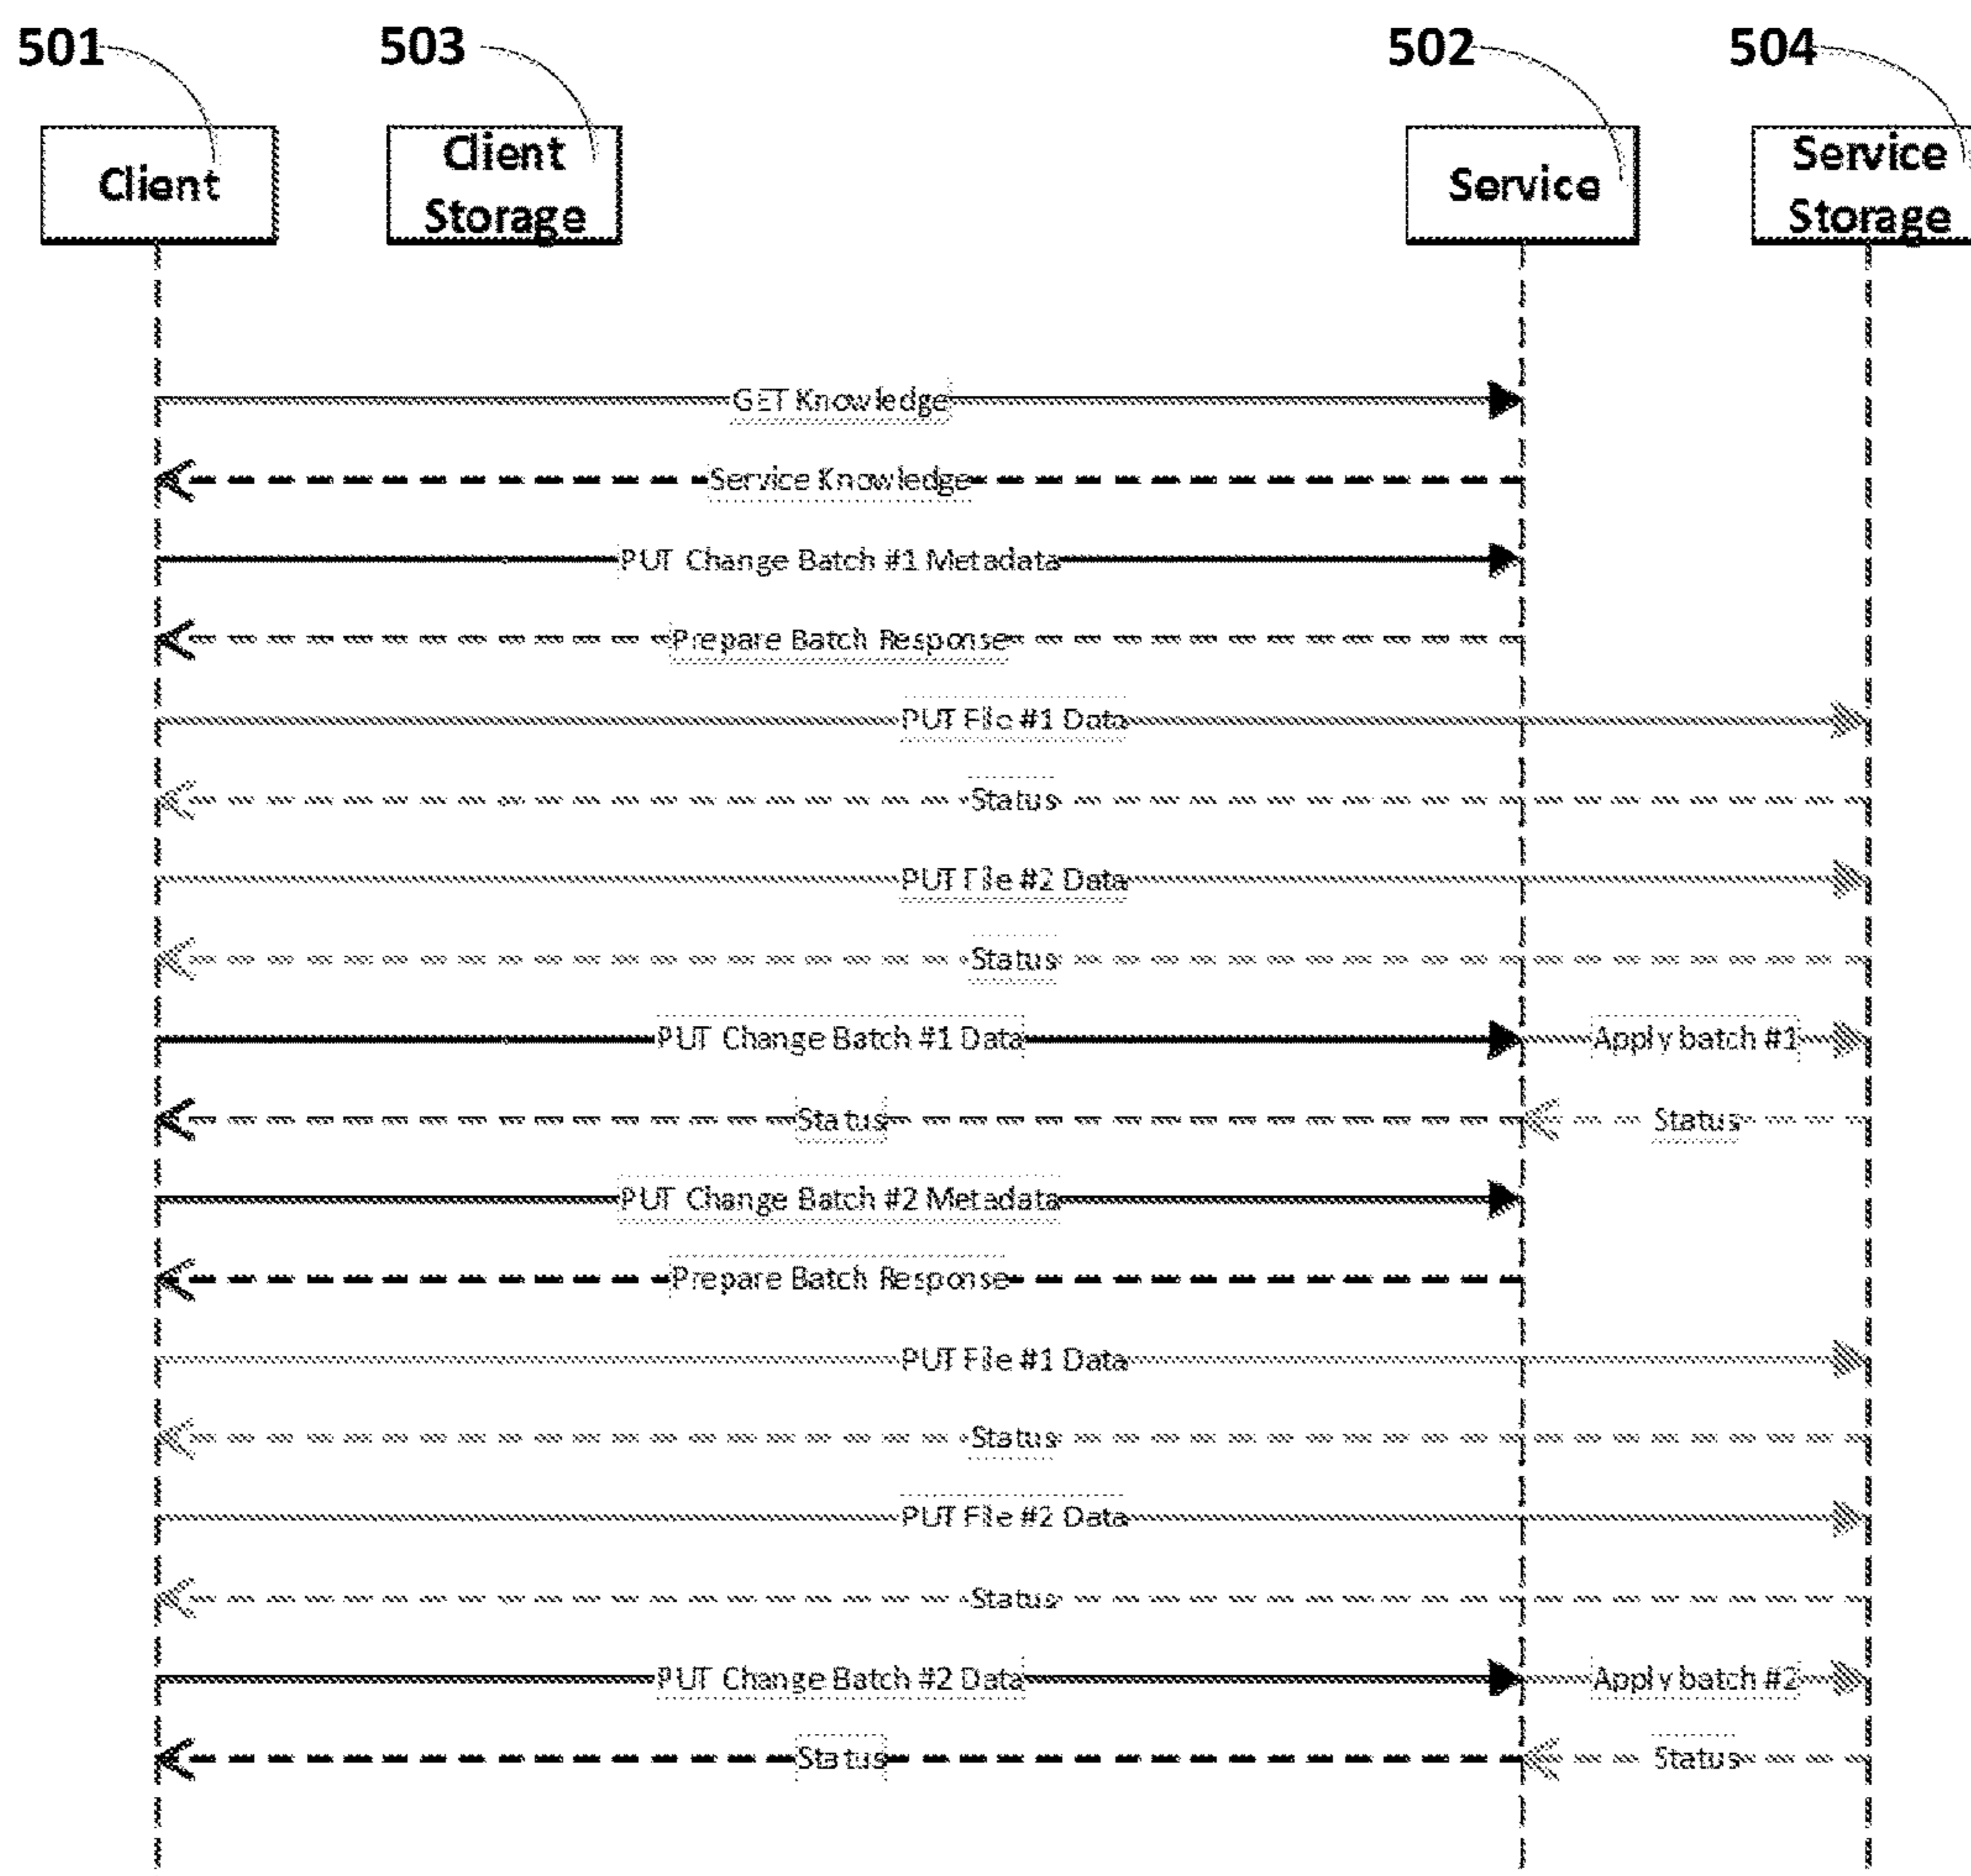 501 503 502 504
Client
Client
Storage
Service
Service
Storage
GET Knowledge
Service Knowledge
PUT Change Batch #1 Metadata
Prepare Batch Response
PUT File #1 Data
Status
PUT File #2 Data
Status
PUT Change Batch #1 Data Apply batch #1
Status Status
PUT Change Batch #2 Metadata
Prepare Batch Response
PUT File #1 Data
Status
PUT File #2 Data
Status
PUT Change Batch #2 Data Apply batch #2
Status Status